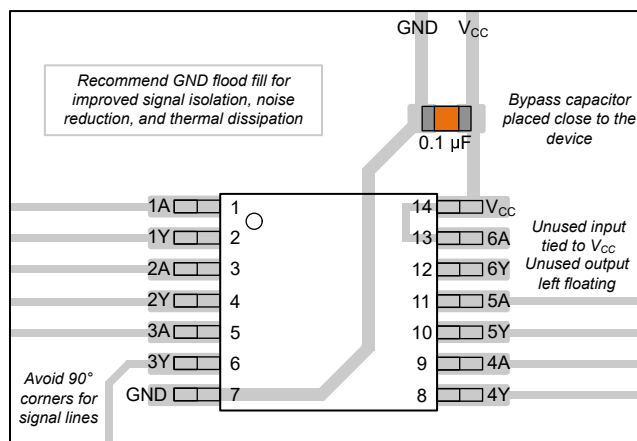 GND VCC
Recommend GND flood fill for
improved signal isolation, noise
reduction, and thermal dissipation
Bypass capacitor
placed close to the
device
0.1 µF
1A 1 14 VCC
1Y 2 13 6A
2A 3 12 6Y
2Y 4 11 5A
3A 5 10 5Y
3Y 6 9 4A
GND 7 8 4Y
Unused input
tied to VCC
Unused output
left floating
Avoid 90°
corners for
signal lines